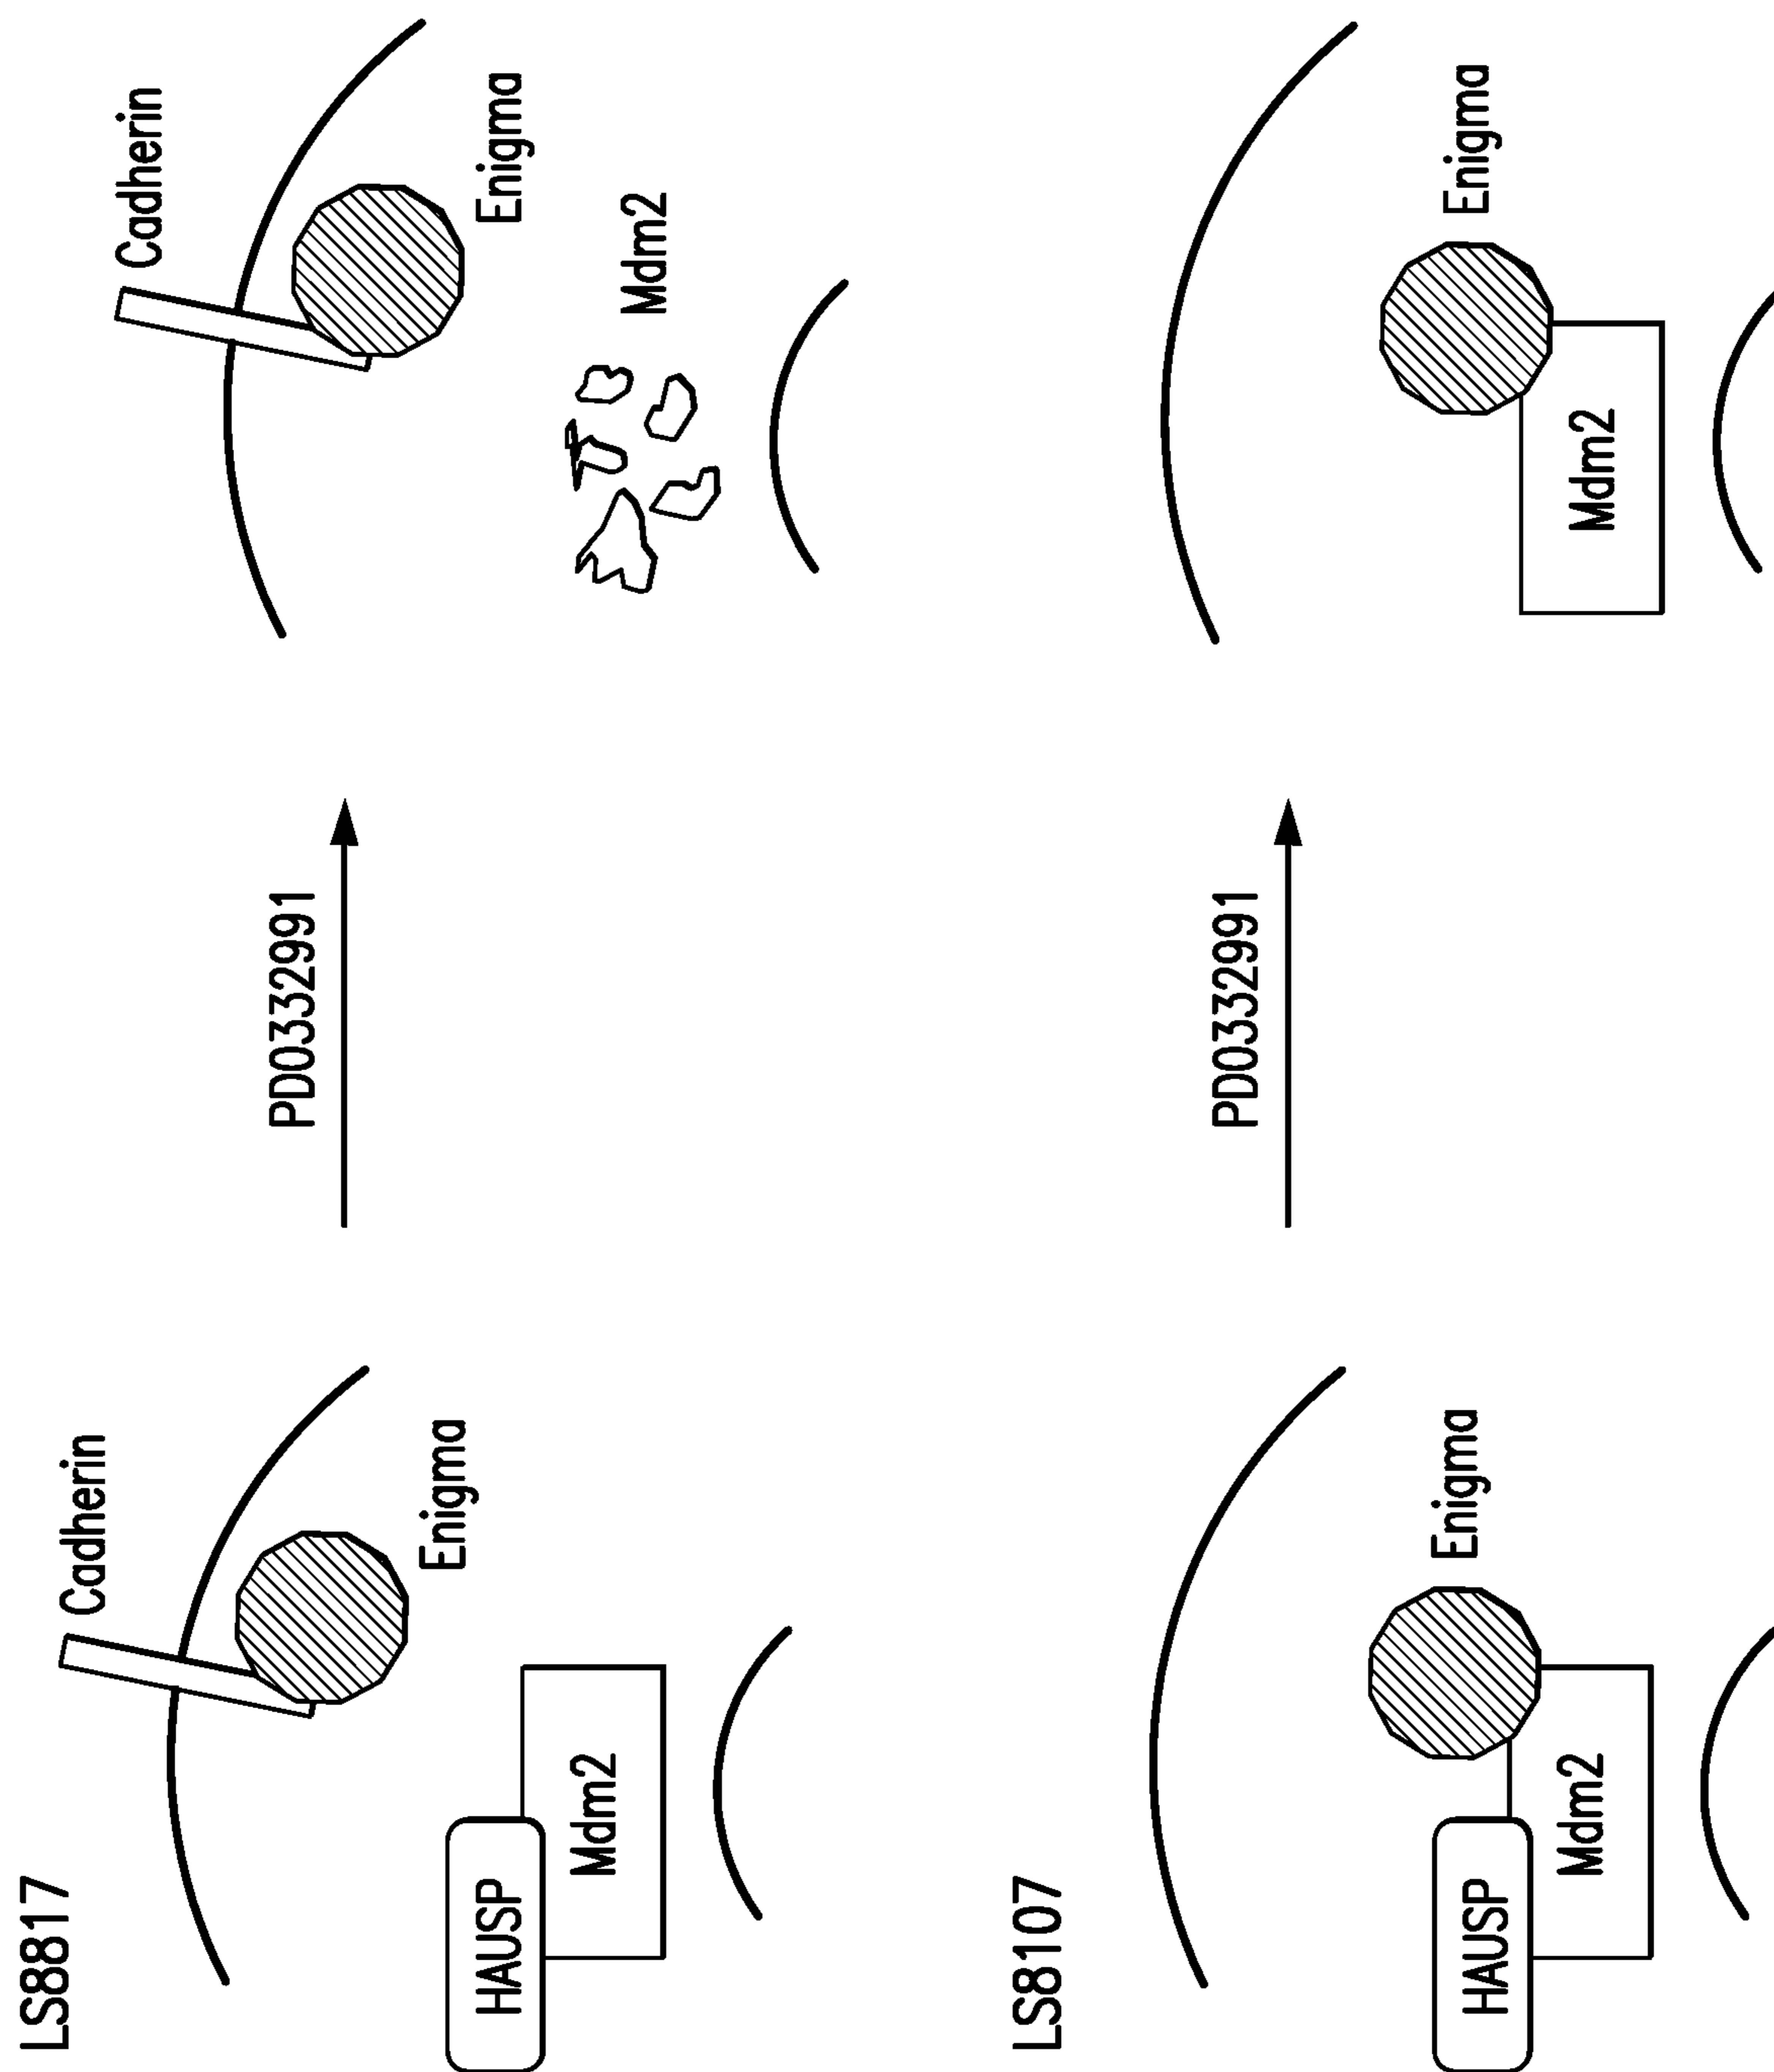 LS8817
Cadherin
Enigma
HAUSP
Mdm2
PD0332991
Cadherin
Enigma
Mdm2
LS8107
Enigma
HAUSP
Mdm2
PD0332991
Enigma
Mdm2